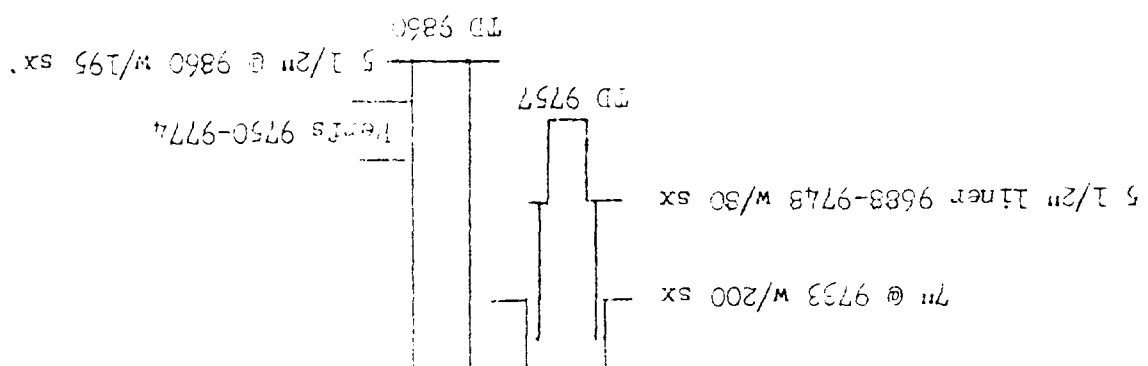 7" @ 9733 w/200 sx
5 1/2" liner 9688-9748 w/80 sx
TD 9757
Perfs 9750-9774
5 1/2" @ 9860 w/195 sx.
TD 9860